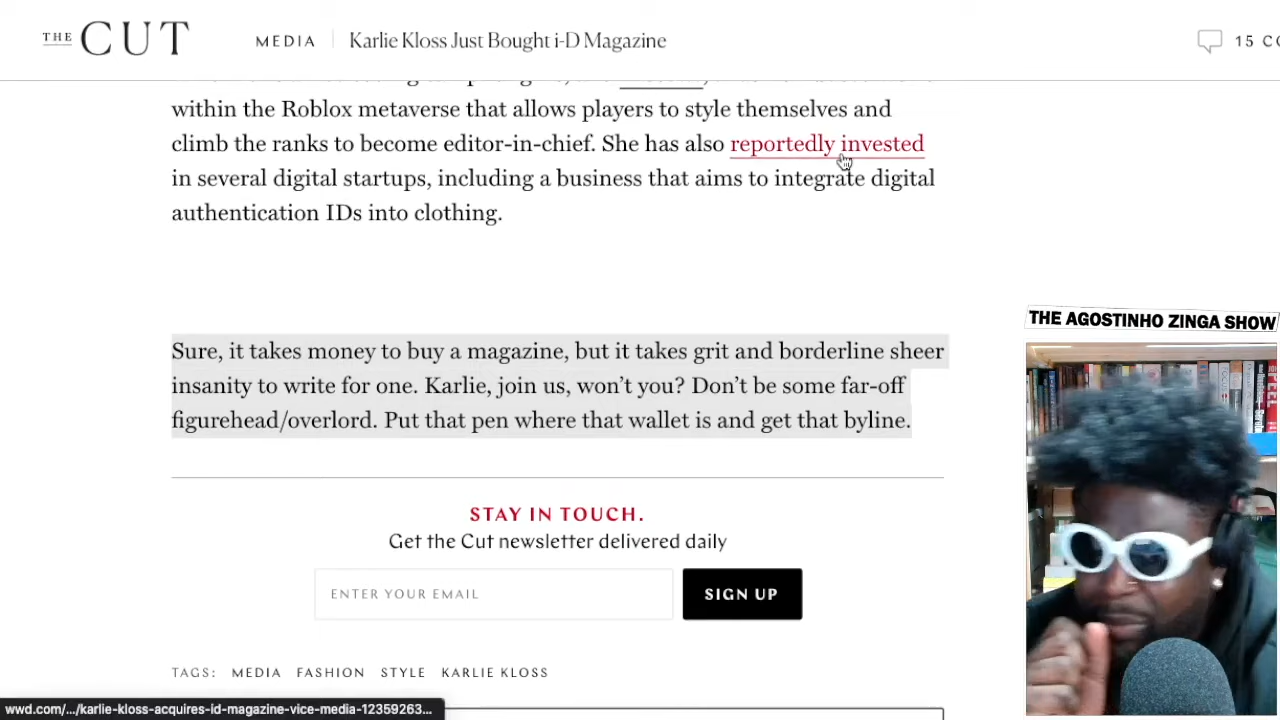 THE CUT
MEDIA
Karlie Kloss Just Bought i-D Magazine
15
within the Roblox metaverse that allows players to style themselves and
climb the ranks to become editor-in-chief. She has also reportedly invested
in several digital startups, including a business that aims to integrate digital
authentication IDs into clothing.
Sure, it takes money to buy a magazine, but it takes grit and borderline sheer
insanity to write for one. Karlie, join us, won’t you? Don’t be some far-off
figurehead/overlord. Put that pen where that wallet is and get that byline.
THE AGOSTINHO ZINGA SHOW
STAY IN TOUCH.
Get the Cut newsletter delivered daily
ENTER YOUR EMAIL
SIGN UP
TAGS: MEDIA FASHION STYLE KARLIE KLOSS
wwd.com/.../karlie-kloss-acquires-id-magazine-vice-media-12359263...